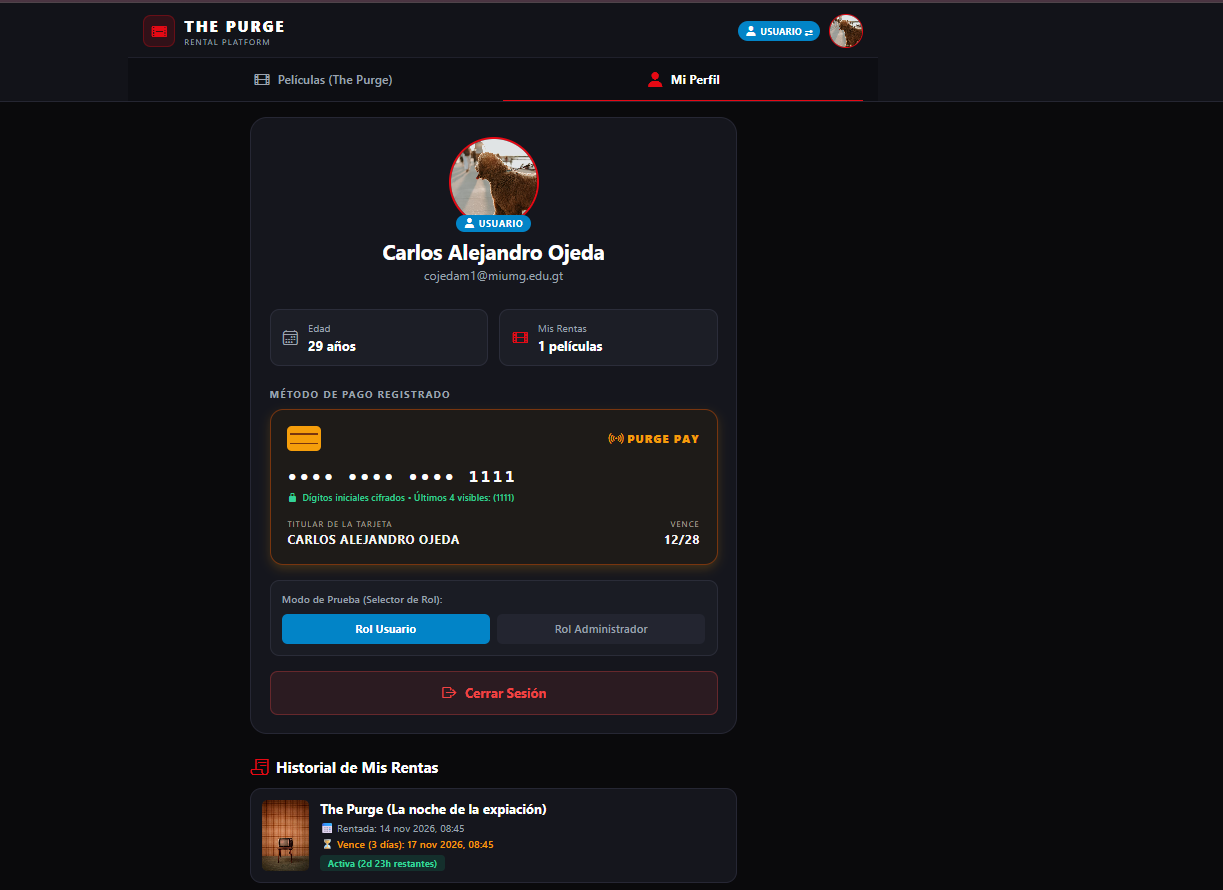 THE PURGE
RENTAL PLATFORM
USUARIO
Películas (The Purge)
Mi Perfil
USUARIO
Carlos Alejandro Ojeda
cojedam1@miumg.edu.gt
Edad
29 años
Mis Rentas
1 películas
MÉTODO DE PAGO REGISTRADO
PURGE PAY
•••• •••• •••• 1111
Dígitos iniciales cifrados • Últimos 4 visibles: (1111)
TITULAR DE LA TARJETA
VENCE
CARLOS ALEJANDRO OJEDA
12/28
Modo de Prueba (Selector de Rol):
Rol Usuario
Rol Administrador
Cerrar Sesión
Historial de Mis Rentas
The Purge (La noche de la expiación)
Rentada: 14 nov 2026, 08:45
Vence (3 días): 17 nov 2026, 08:45
Activa (2d 23h restantes)